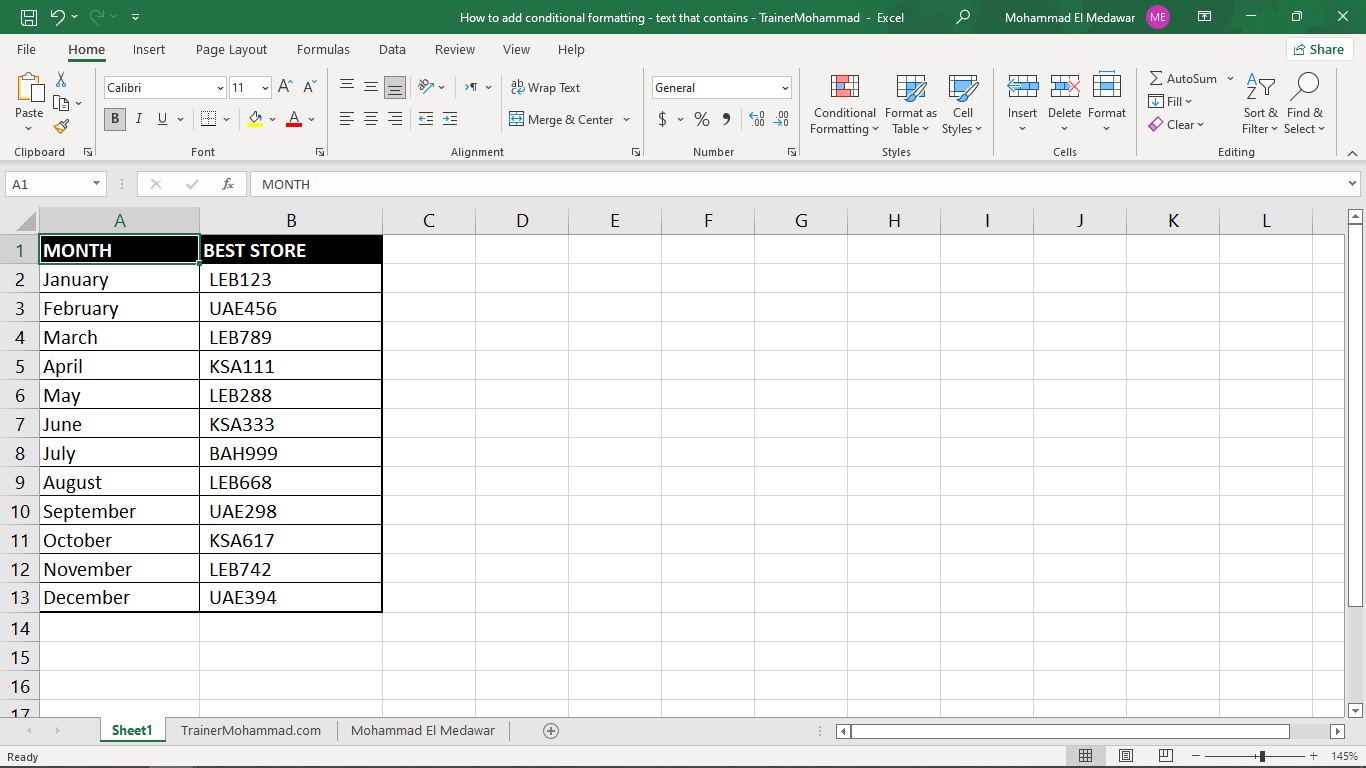 How to add conditional formatting - text that contains - TrainerMohammad - Excel
Mohammad El Medawar ME
File Home Insert Page Layout Formulas Data Review View Help Share
Paste
Clipboard
Calibri 11
B I U
A A A
Font
ab Wrap Text
Merge & Center
Alignment
General
$ % 9 .00 .00
Number
Conditional Formatting
Format as Table
Cell Styles
Styles
Insert Delete Format
Cells
AutoSum
Fill
Clear
Sort & Filter
Find & Select
Editing
A1 fx MONTH
A B C D E F G H I J K L
1 MONTH BEST STORE
2 January LEB123
3 February UAE456
4 March LEB789
5 April KSA111
6 May LEB288
7 June KSA333
8 July BAH999
9 August LEB668
10 September UAE298
11 October KSA617
12 November LEB742
13 December UAE394
14
15
16
17
Sheet1 TrainerMohammad.com Mohammad El Medawar
Ready 145%